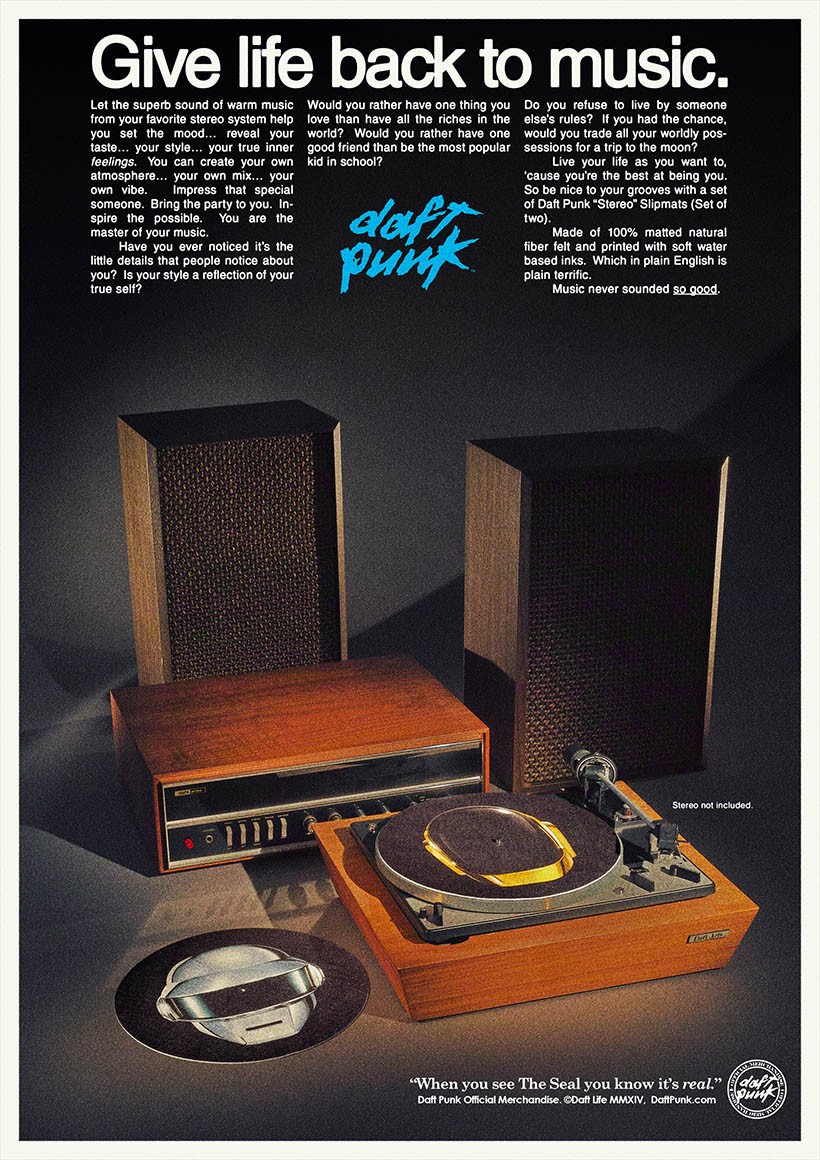 Give life back to music.
Let the superb sound of warm music
from your favorite stereo system help
you set the mood... reveal your
taste... your style... your true inner
feelings. You can create your own
atmosphere... your own mix... your
own vibe. Impress that special
someone. Bring the party to you. In-
spire the possible. You are the
master of your music.
Have you ever noticed it's the
little details that people notice about
you? Is your style a reflection of your
true self?
Would you rather have one thing you
love than have all the riches in the
world? Would you rather have one
good friend than be the most popular
kid in school?
daft
punk
Do you refuse to live by someone
else's rules? If you had the chance,
would you trade all your worldly pos-
sessions for a trip to the moon?
Live your life as you want to,
'cause you're the best at being you.
So be nice to your grooves with a set
of Daft Punk “Stereo” Slipmats (Set of
two).
Made of 100% matted natural
fiber felt and printed with soft water
based inks. Which in plain English is
plain terrific.
Music never sounded so good.
Stereo not included.
Daft Arts
“When you see The Seal you know it's real.”
Daft Punk Official Merchandise. ©Daft Life MMXIV, DaftPunk.com
daft
punk